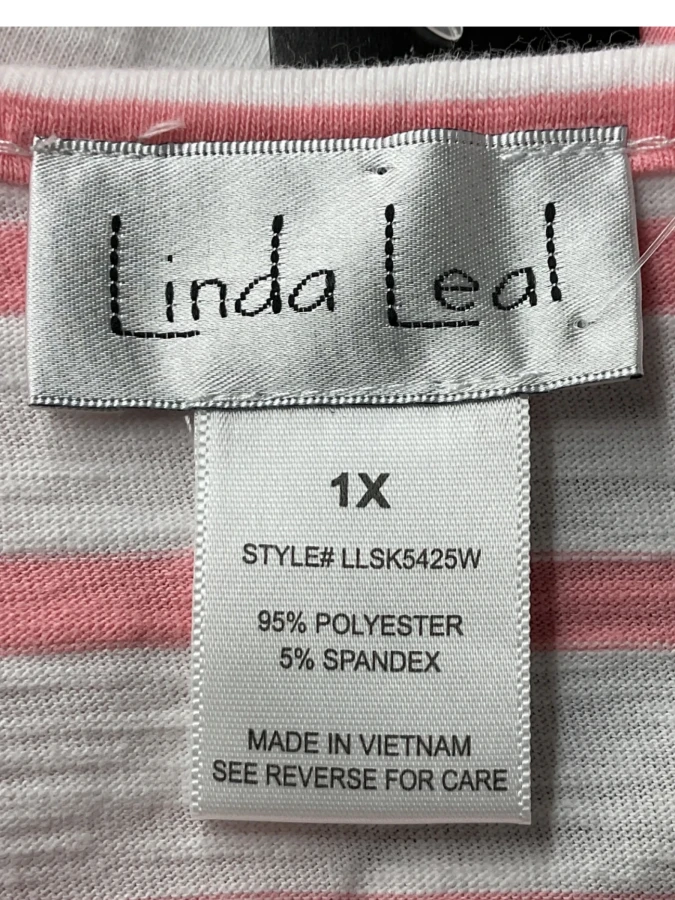 Linda Leal
1X
STYLE# LLSK5425W
95% POLYESTER
5% SPANDEX
MADE IN VIETNAM
SEE REVERSE FOR CARE